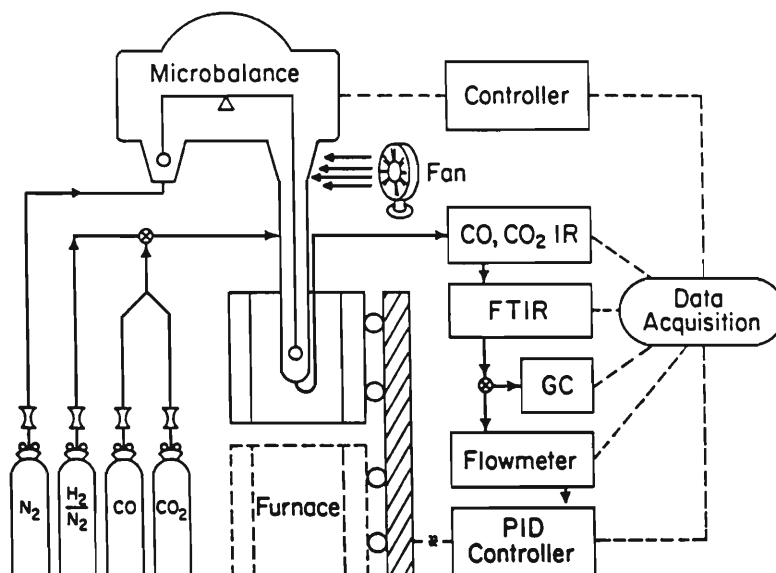 Microbalance
Controller
Fan
CO, CO₂ IR
FTIR
Data
Acquisition
GC
Flowmeter
N₂
H₂
N₂
CO
CO₂
Furnace
PID
Controller